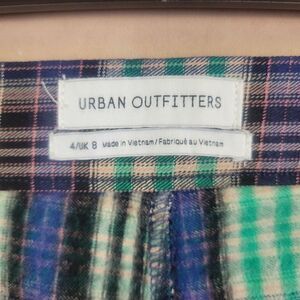 URBAN OUTFITTERS
4/UK 8 Made in Vietnam/Fabriqué au Vietnam